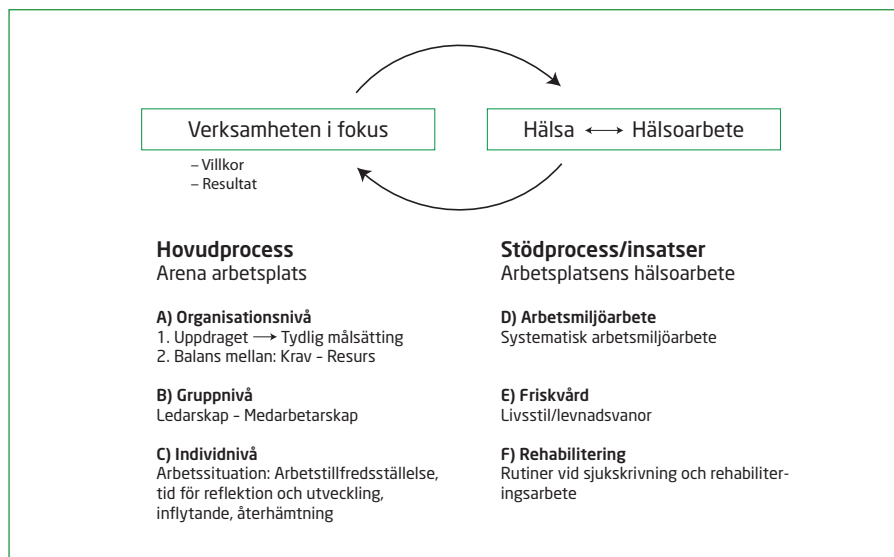 Verksamheten i fokus
– Villkor
– Resultat
Hälsa ⟷ Hälsoarbete
Hovudprocess
Arena arbetsplats
A) Organisationsnivå
1. Uppdraget ⟶ Tydlig målsätting
2. Balans mellan: Krav – Resurs
B) Gruppnivå
Ledarskap – Medarbetarskap
C) Individnivå
Arbetssituation: Arbetstillfredsställelse,
tid för reflektion och utveckling,
inflytande, återhämtning
Stödprocess/insatser
Arbetsplatsens hälsoarbete
D) Arbetsmiljöarbete
Systematisk arbetsmiljöarbete
E) Friskvård
Livsstil/levnadsvanor
F) Rehabilitering
Rutiner vid sjukskrivning och rehabiliter-
ingsarbete